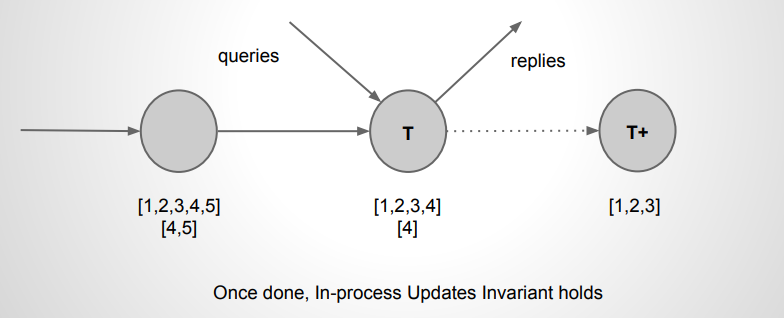 queries
replies
T
T+
[1,2,3,4,5]
[4,5]
[1,2,3,4]
[4]
[1,2,3]
Once done, In-process Updates Invariant holds